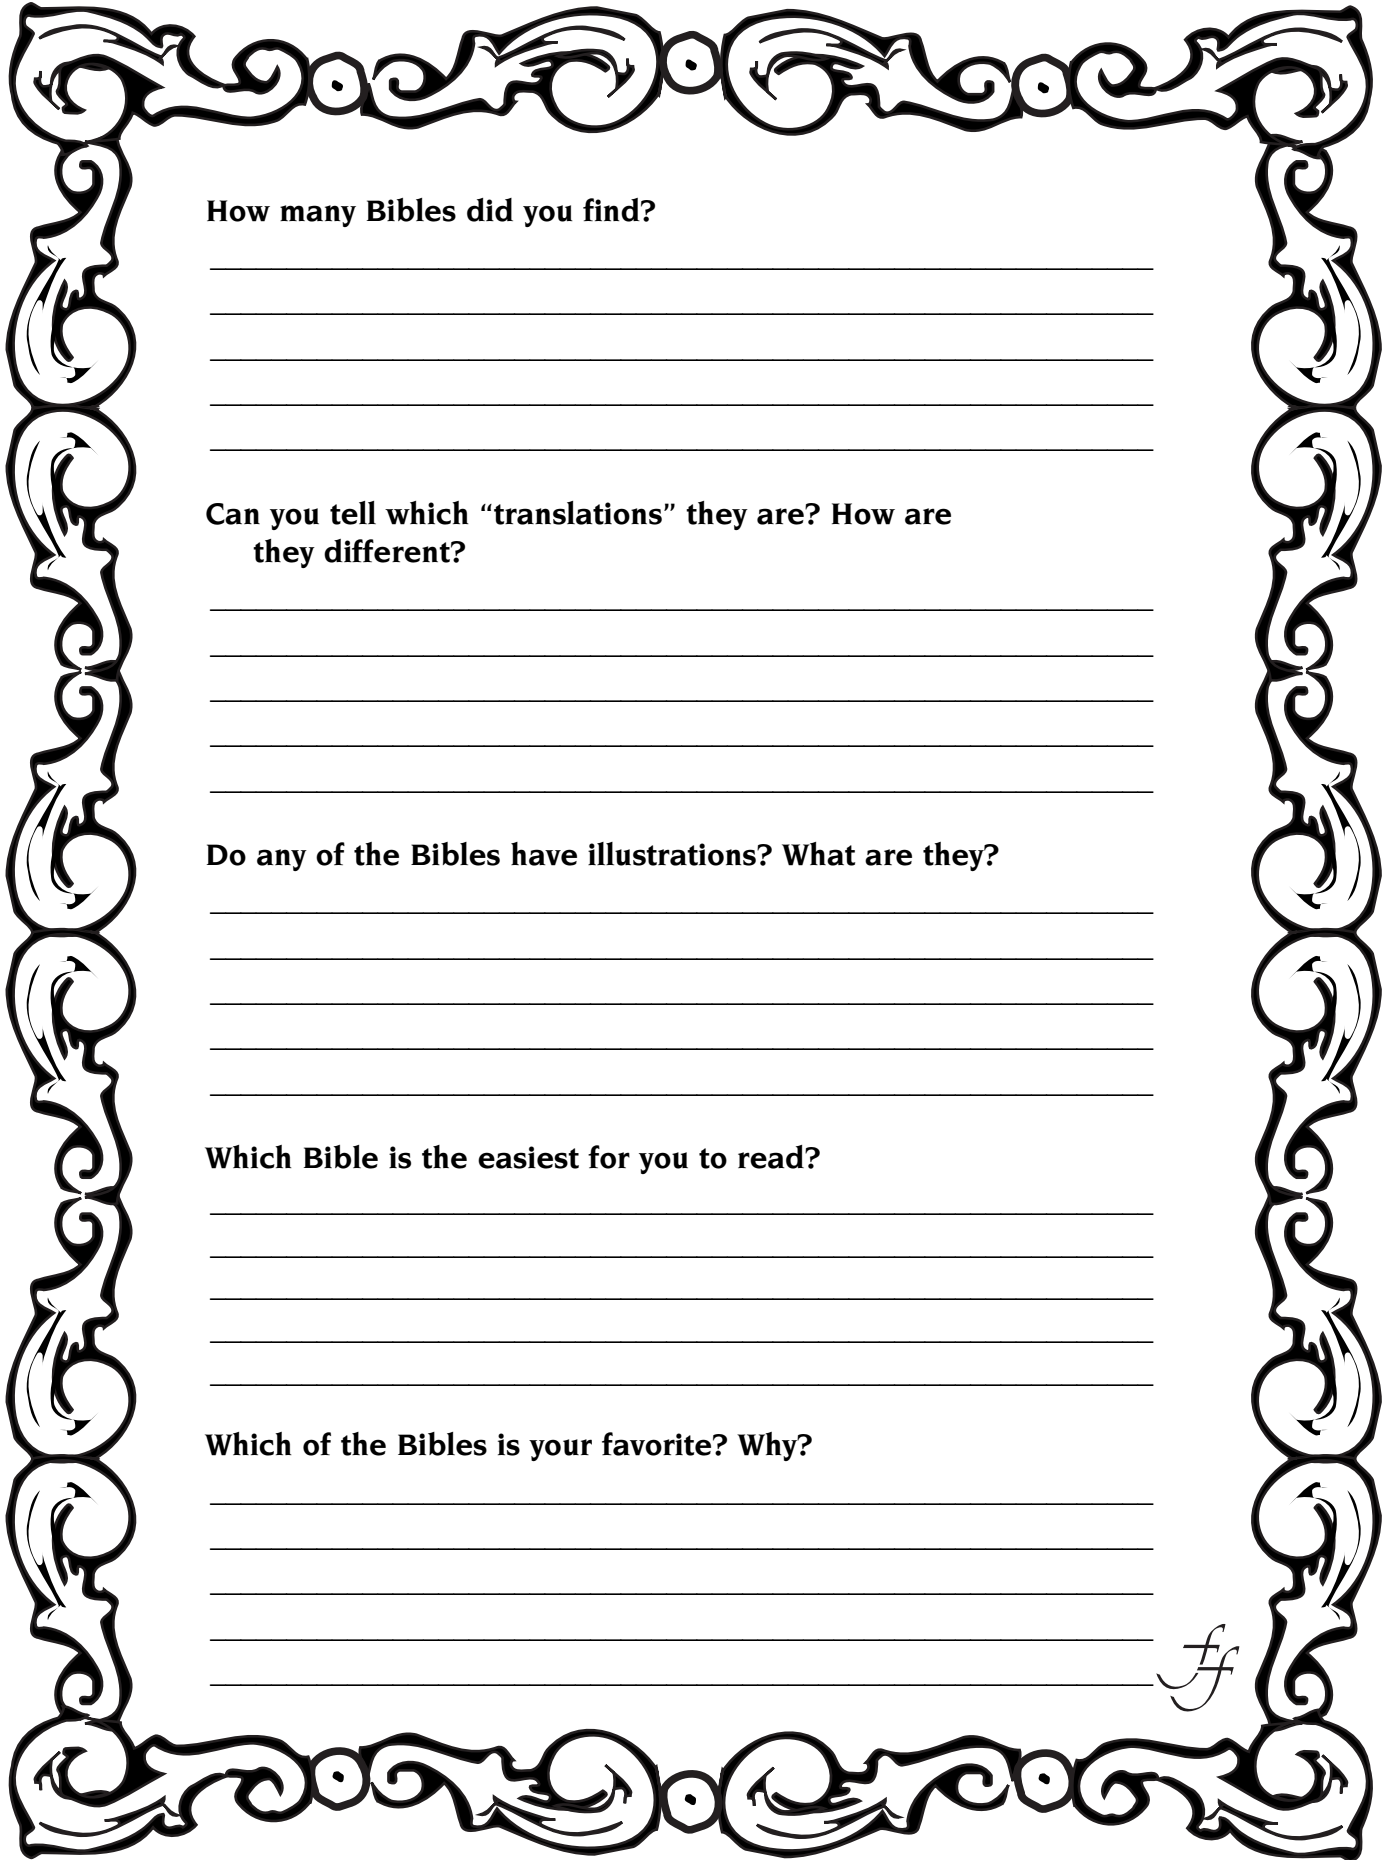 How many Bibles did you find?
Can you tell which “translations” they are? How are
they different?
Do any of the Bibles have illustrations? What are they?
Which Bible is the easiest for you to read?
Which of the Bibles is your favorite? Why?
ff